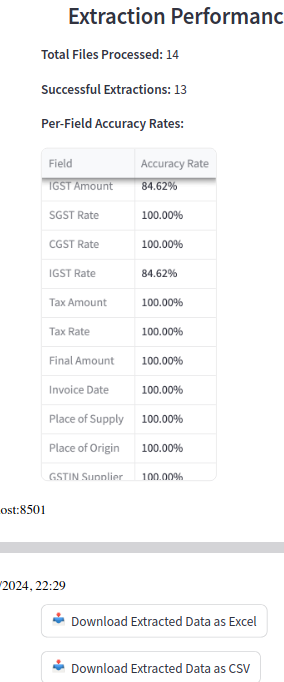 Extraction Performanc
Total Files Processed: 14
Successful Extractions: 13
Per-Field Accuracy Rates:
Field Accuracy Rate
IGST Amount 84.62%
SGST Rate 100.00%
CGST Rate 100.00%
IGST Rate 84.62%
Tax Amount 100.00%
Tax Rate 100.00%
Final Amount 100.00%
Invoice Date 100.00%
Place of Supply 100.00%
Place of Origin 100.00%
GSTIN Supplier 100.00%
ost:8501
/2024, 22:29
Download Extracted Data as Excel
Download Extracted Data as CSV